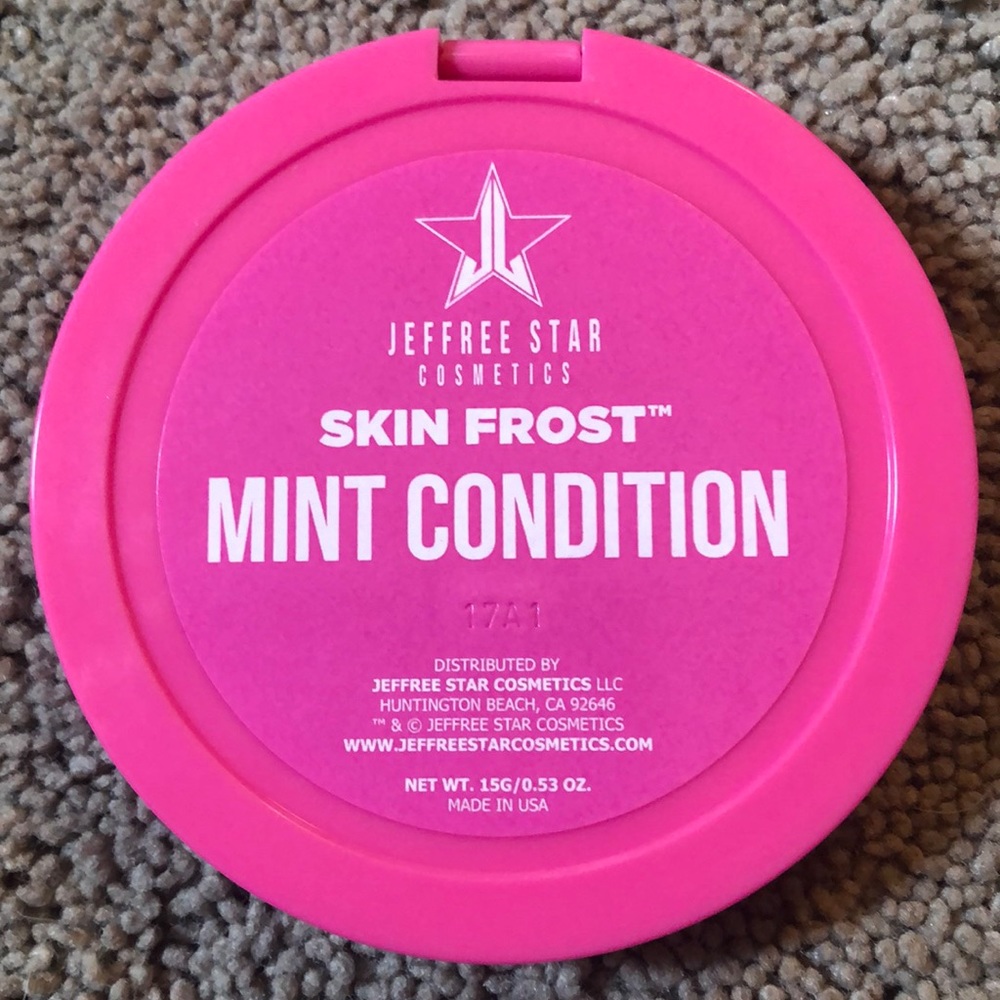 JEFFREE STAR
COSMETICS
SKIN FROST™
MINT CONDITION
17A1
DISTRIBUTED BY
JEFFREE STAR COSMETICS LLC
HUNTINGTON BEACH, CA 92646
™ & © JEFFREE STAR COSMETICS
WWW.JEFFREESTARCOSMETICS.COM
NET WT. 15G/0.53 OZ.
MADE IN USA